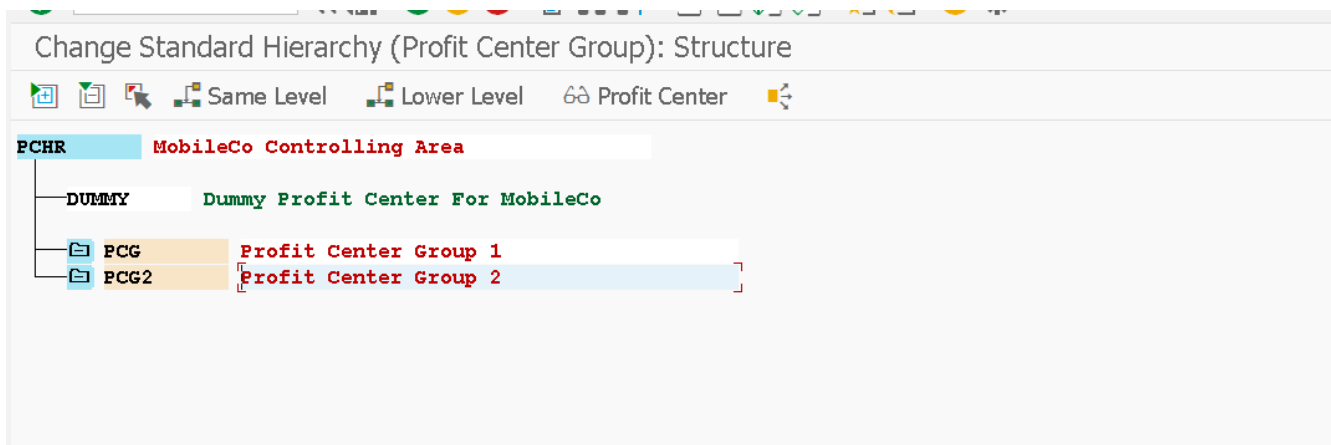 Change Standard Hierarchy (Profit Center Group): Structure
Same Level Lower Level Profit Center
PCHR MobileCo Controlling Area
DUMMY Dummy Profit Center For MobileCo
PCG Profit Center Group 1
PCG2 Profit Center Group 2